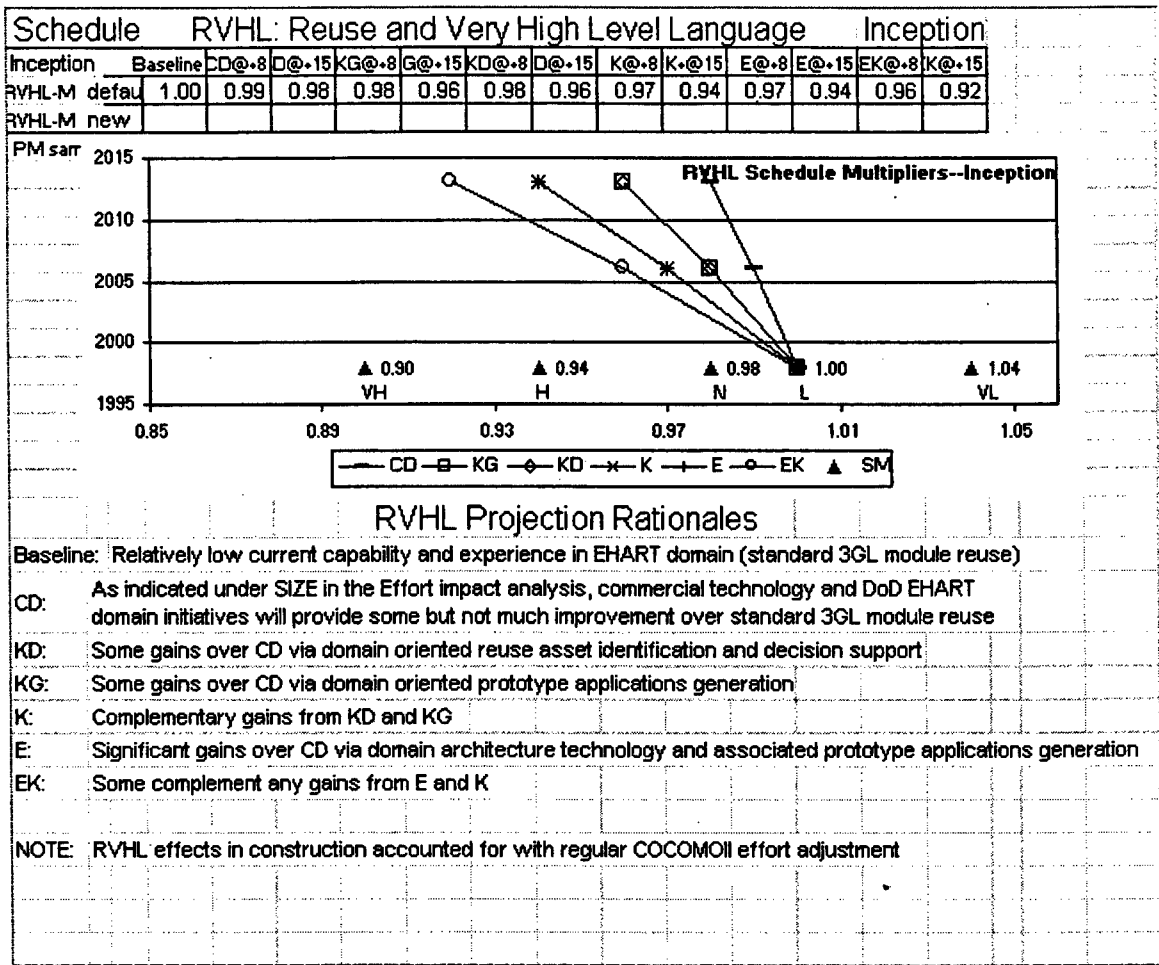 Schedule RVHL: Reuse and Very High Level Language Inception
Inception Baseline CD@+8 D@+15 KG@+8 G@+15 KD@+8 D@+15 K@+8 K+@15 E@+8 E@+15 EK@+8 K@+15
RVHL-M defau 1.00 0.99 0.98 0.98 0.96 0.98 0.96 0.97 0.94 0.97 0.94 0.96 0.92
RVHL-M new
PM sam
RVHL Schedule Multipliers--Inception
2015
2010
2005
2000
1995
0.90 0.94 0.98 1.00 1.04
VH H N L VL
0.85 0.89 0.93 0.97 1.01 1.05
CD KG KD K E EK SM
RVHL Projection Rationales
Baseline: Relatively low current capability and experience in EHART domain (standard 3GL module reuse)
CD: As indicated under SIZE in the Effort impact analysis, commercial technology and DoD EHART
domain initiatives will provide some but not much improvement over standard 3GL module reuse
KD: Some gains over CD via domain oriented reuse asset identification and decision support
KG: Some gains over CD via domain oriented prototype applications generation
K: Complementary gains from KD and KG
E: Significant gains over CD via domain architecture technology and associated prototype applications generation
EK: Some complement any gains from E and K
NOTE: RVHL effects in construction accounted for with regular COCOMOII effort adjustment